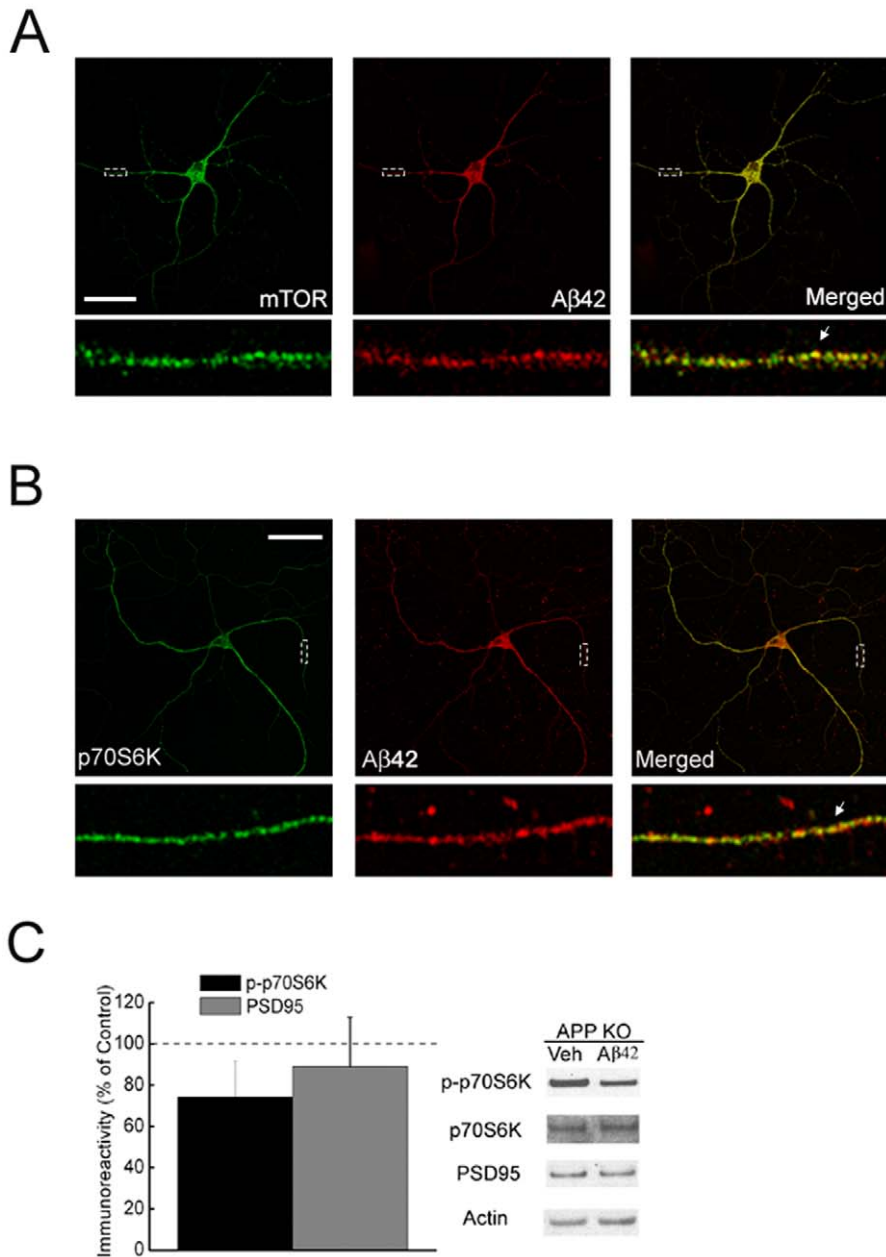 A
mTOR
Aβ42
Merged
B
p70S6K
Aβ42
Merged
C
p-p70S6K
PSD95
Immunoreactivity (% of Control)
120
100
80
60
40
20
0
APP KO
Veh Aβ42
p-p70S6K
p70S6K
PSD95
Actin